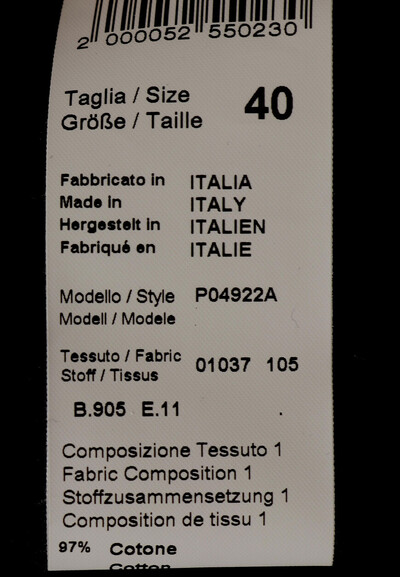 2 000052 550230
Taglia / Size 40
Größe / Taille
Fabbricato in ITALIA
Made in ITALY
Hergestelt in ITALIEN
Fabriqué en ITALIE
Modello / Style P04922A
Modell / Modele
Tessuto / Fabric 01037 105
Stoff / Tissus
B.905 E.11
Composizione Tessuto 1
Fabric Composition 1
Stoffzusammensetzung 1
Composition de tissu 1
97% Cotone
Cotton